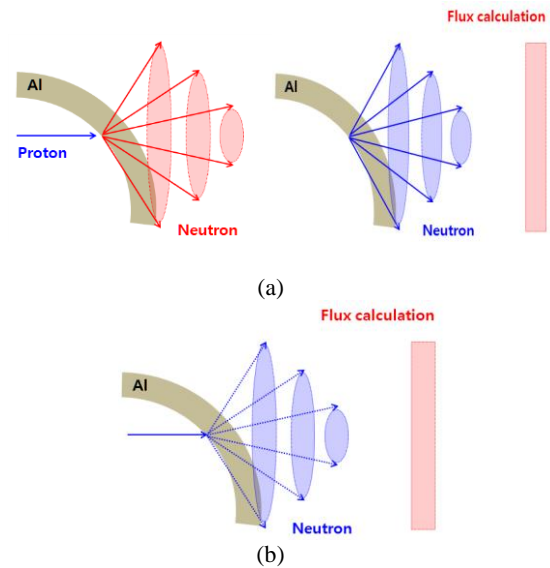 Flux calculation
Al
Al
Proton
Neutron
Neutron
(a)
Flux calculation
Al
Neutron
(b)